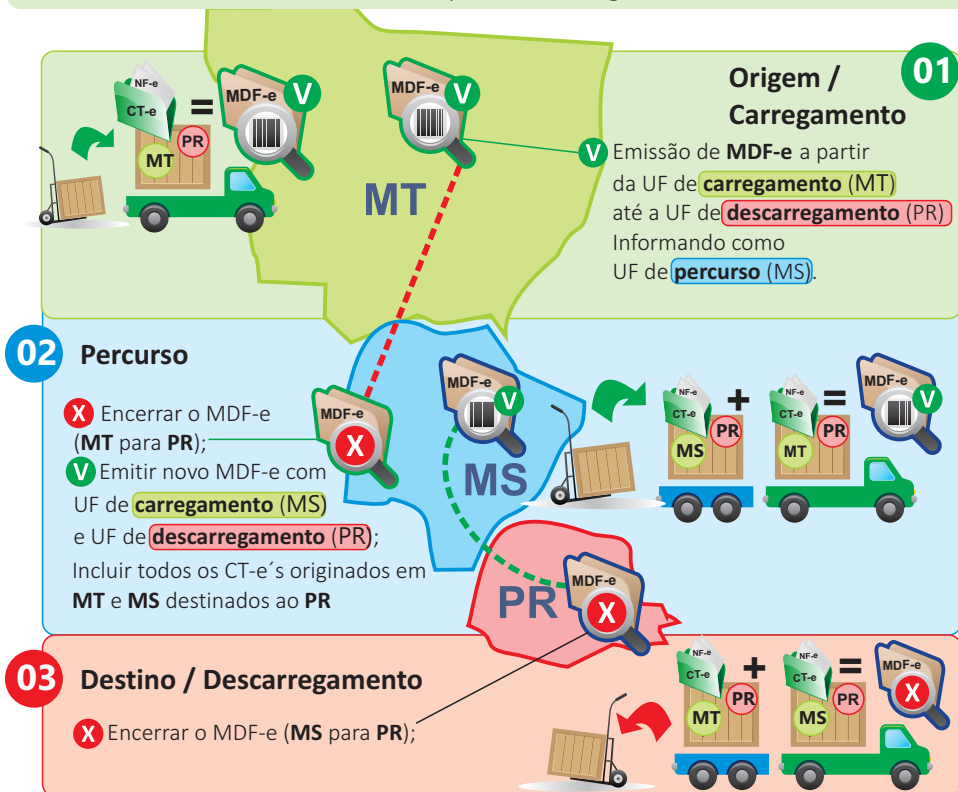 01
Origem /
Carregamento
V Emissão de MDF-e a partir
da UF de carregamento (MT)
até a UF de descarregamento (PR)
Informando como
UF de percurso (MS).
NF-e
CT-e
=
MDF-e
V
PR
MT
MDF-e
V
MT
02
Percurso
X Encerrar o MDF-e
(MT para PR);
V Emitir novo MDF-e com
UF de carregamento (MS)
e UF de descarregamento (PR);
Incluir todos os CT-e´s originados em
MT e MS destinados ao PR
MDF-e
X
MDF-e
V
MS
NF-e
CT-e
PR
MS
+
NF-e
CT-e
PR
MT
=
MDF-e
V
PR
MDF-e
X
03
Destino / Descarregamento
X Encerrar o MDF-e (MS para PR);
NF-e
CT-e
PR
MT
+
NF-e
CT-e
PR
MS
=
MDF-e
X